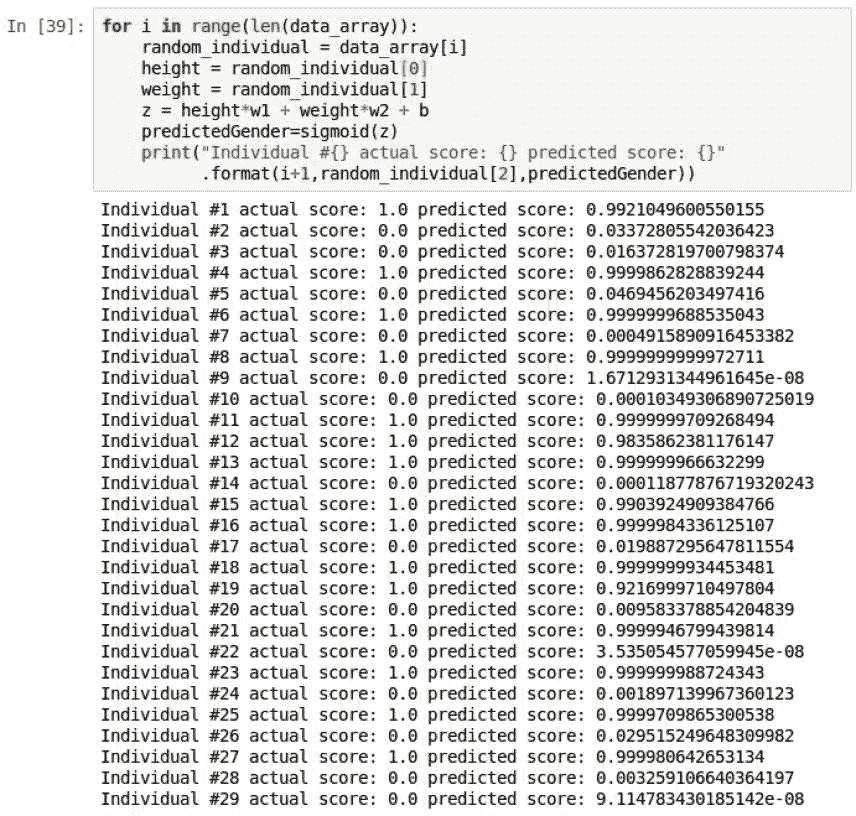 In [39]: for i in range(len(data_array)):
    random_individual = data_array[i]
    height = random_individual[0]
    weight = random_individual[1]
    z = height*w1 + weight*w2 + b
    predictedGender=sigmoid(z)
    print("Individual #{} actual score: {} predicted score: {}"
          .format(i+1,random_individual[2],predictedGender))
Individual #1 actual score: 1.0 predicted score: 0.9921049600550155
Individual #2 actual score: 0.0 predicted score: 0.03372805542036423
Individual #3 actual score: 0.0 predicted score: 0.016372819700798374
Individual #4 actual score: 1.0 predicted score: 0.9999862828839244
Individual #5 actual score: 0.0 predicted score: 0.0469456203497416
Individual #6 actual score: 1.0 predicted score: 0.9999999688535043
Individual #7 actual score: 0.0 predicted score: 0.0004915890916453382
Individual #8 actual score: 1.0 predicted score: 0.9999999999972711
Individual #9 actual score: 0.0 predicted score: 1.6712931344961645e-08
Individual #10 actual score: 0.0 predicted score: 0.00010349306890725019
Individual #11 actual score: 1.0 predicted score: 0.9999999709268494
Individual #12 actual score: 1.0 predicted score: 0.9835862381176147
Individual #13 actual score: 1.0 predicted score: 0.999999966632299
Individual #14 actual score: 0.0 predicted score: 0.00011877876719320243
Individual #15 actual score: 1.0 predicted score: 0.9903924909384766
Individual #16 actual score: 1.0 predicted score: 0.9999984336125107
Individual #17 actual score: 0.0 predicted score: 0.019887295647811554
Individual #18 actual score: 1.0 predicted score: 0.9999999934453481
Individual #19 actual score: 1.0 predicted score: 0.9216999710497804
Individual #20 actual score: 0.0 predicted score: 0.009583378854204839
Individual #21 actual score: 1.0 predicted score: 0.9999946799439814
Individual #22 actual score: 0.0 predicted score: 3.535054577059945e-08
Individual #23 actual score: 1.0 predicted score: 0.999999988724343
Individual #24 actual score: 0.0 predicted score: 0.001897139967360123
Individual #25 actual score: 1.0 predicted score: 0.9999709865300538
Individual #26 actual score: 0.0 predicted score: 0.029515249648309982
Individual #27 actual score: 1.0 predicted score: 0.999980642653134
Individual #28 actual score: 0.0 predicted score: 0.003259106640364197
Individual #29 actual score: 0.0 predicted score: 9.114783430185142e-08